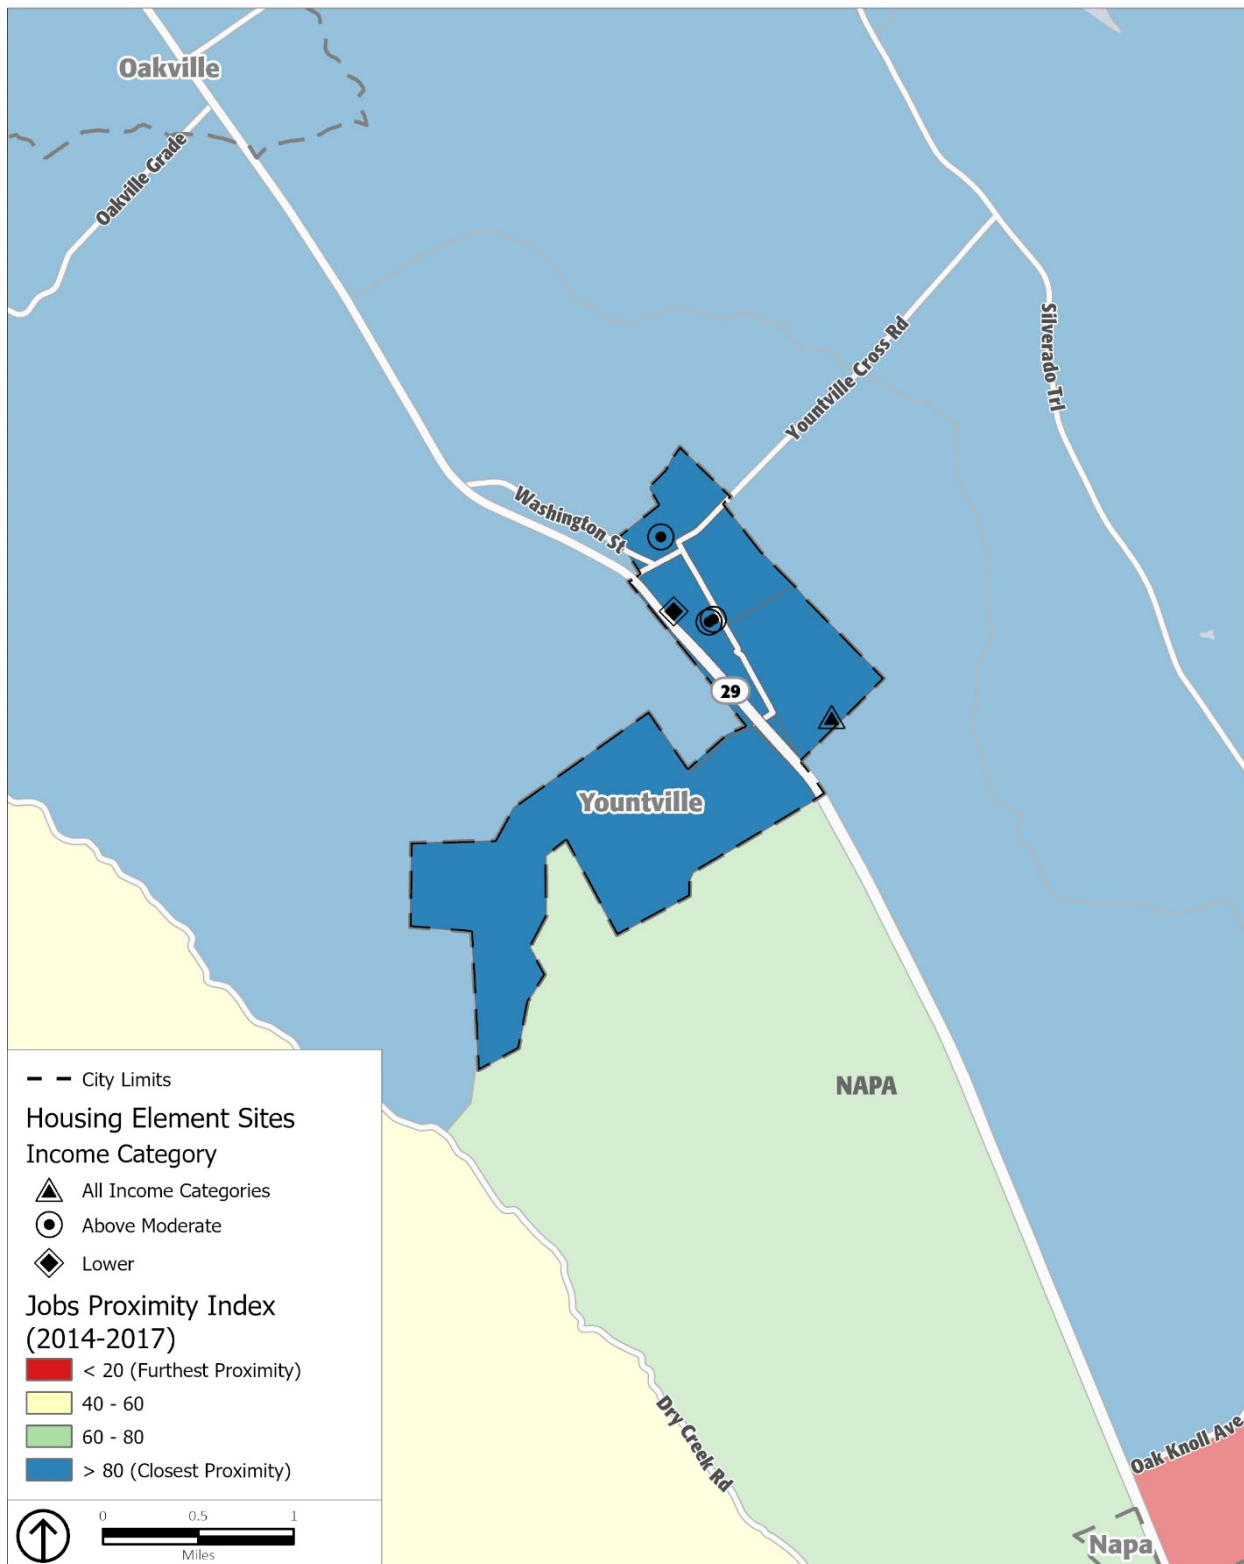 Oakville
Oakville Grade
Silverado Trl
Yountville Cross Rd
Washington St
29
Yountville
NAPA
Dry Creek Rd
Oak Knoll Ave
Napa
City Limits
Housing Element Sites
Income Category
All Income Categories
Above Moderate
Lower
Jobs Proximity Index
(2014-2017)
< 20 (Furthest Proximity)
40 - 60
60 - 80
> 80 (Closest Proximity)
0 0.5 1
Miles